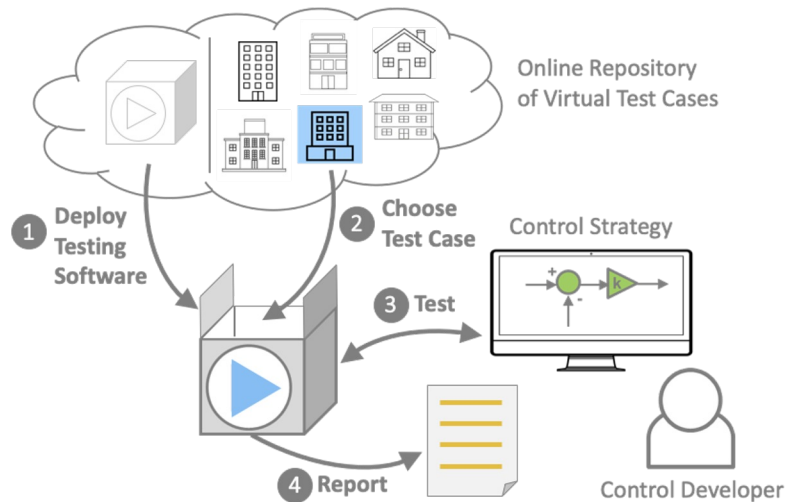 Online Repository
of Virtual Test Cases
1 Deploy
Testing
Software
2 Choose
Test Case
Control Strategy
+
-
k
3 Test
4 Report
Control Developer